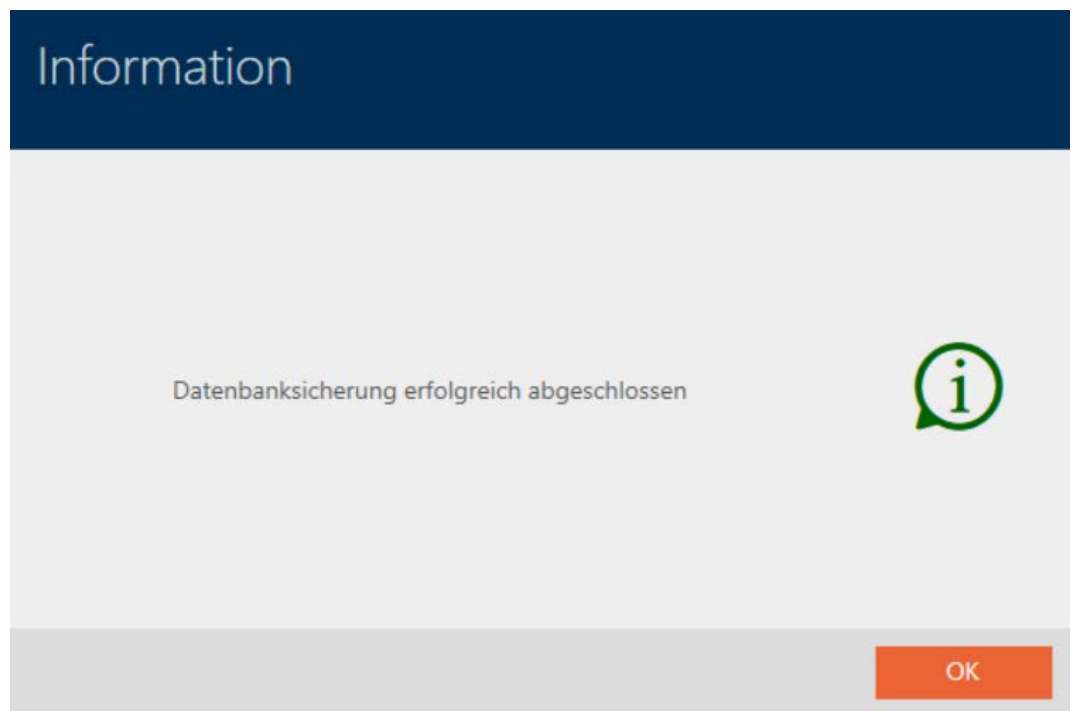 Information
Datenbanksicherung erfolgreich abgeschlossen
i
OK